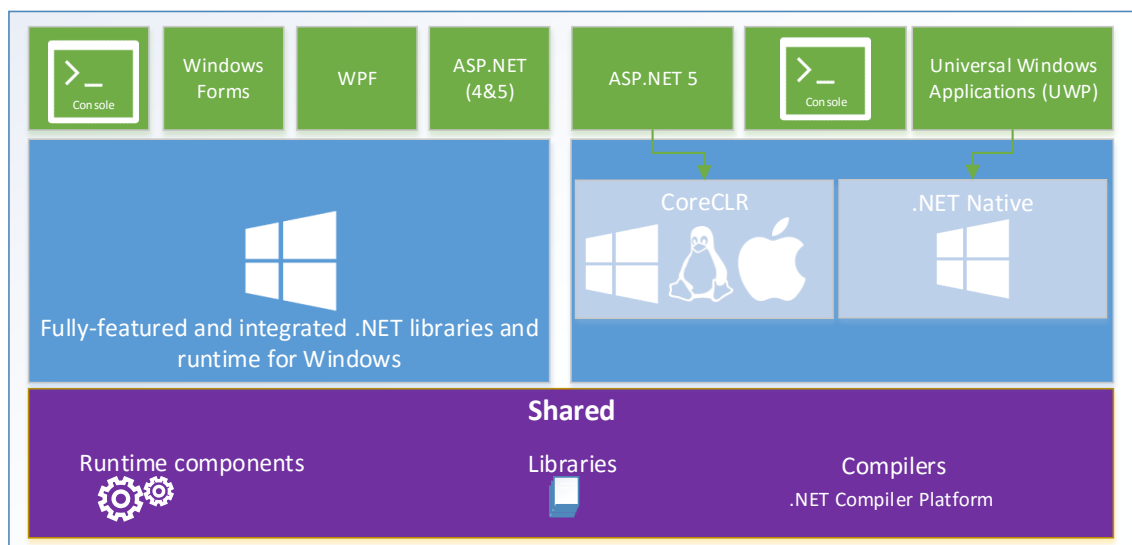 >_
Console
Windows
Forms
WPF
ASP.NET
(4&5)
ASP.NET 5
>_
Console
Universal Windows
Applications (UWP)
CoreCLR
.NET Native
Fully-featured and integrated .NET libraries and
runtime for Windows
Shared
Runtime components
Libraries
Compilers
.NET Compiler Platform